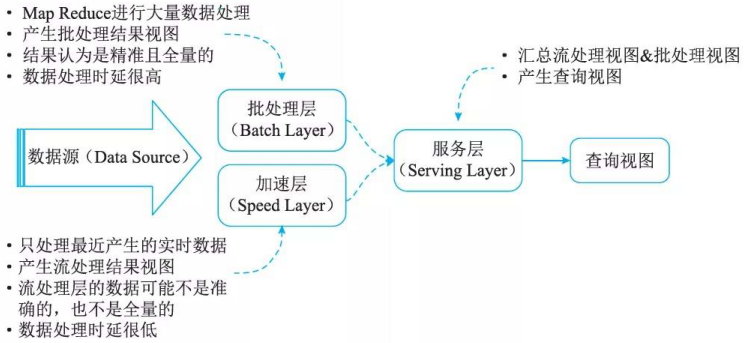 • Map Reduce进行大量数据处理
• 产生批处理结果视图
• 结果认为是精准且全量的
• 数据处理时延很高
• 汇总流处理视图&批处理视图
• 产生查询视图
批处理层
（Batch Layer）
数据源（Data Source）
服务层
（Serving Layer）
查询视图
加速层
（Speed Layer）
• 只处理最近产生的实时数据
• 产生流处理结果视图
• 流处理层的数据可能不是准
确的，也不是全量的
• 数据处理时延很低